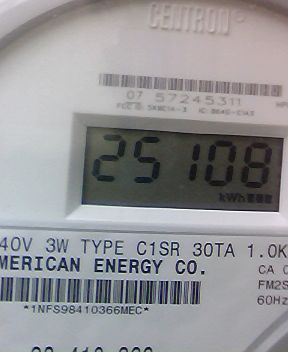 CENTRON®
07 57245311
25108
kWh
40V 3W TYPE C1SR 30TA 1.0K
MERICAN ENERGY CO.
CA 0
FM2S
60Hz
*1NFS98410366MEC*